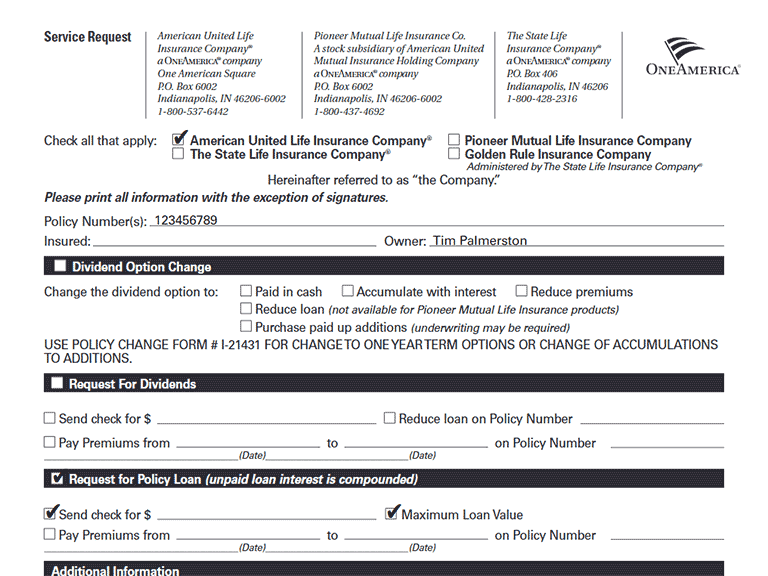 Service Request
American United Life
Insurance Company®
a ONEAMERICA® company
One American Square
P.O. Box 6002
Indianapolis, IN 46206-6002
1-800-537-6442
Pioneer Mutual Life Insurance Co.
A stock subsidiary of American United
Mutual Insurance Holding Company
a ONEAMERICA® company
P.O. Box 6002
Indianapolis, IN 46206-6002
1-800-437-4692
The State Life
Insurance Company®
a ONEAMERICA® company
P.O. Box 406
Indianapolis, IN 46206
1-800-428-2316
ONEAMERICA®
Check all that apply: American United Life Insurance Company® Pioneer Mutual Life Insurance Company
The State Life Insurance Company® Golden Rule Insurance Company
Administered by The State Life Insurance Company®
Hereinafter referred to as “the Company.”
Please print all information with the exception of signatures.
Policy Number(s): 123456789
Insured: Owner: Tim Palmerston
Dividend Option Change
Change the dividend option to: Paid in cash Accumulate with interest Reduce premiums
Reduce loan (not available for Pioneer Mutual Life Insurance products)
Purchase paid up additions (underwriting may be required)
USE POLICY CHANGE FORM # I-21431 FOR CHANGE TO ONE YEAR TERM OPTIONS OR CHANGE OF ACCUMULATIONS
TO ADDITIONS.
Request For Dividends
Send check for $ Reduce loan on Policy Number
Pay Premiums from to on Policy Number
(Date) (Date)
Request for Policy Loan (unpaid loan interest is compounded)
Send check for $ Maximum Loan Value
Pay Premiums from to on Policy Number
(Date) (Date)
Additional Information